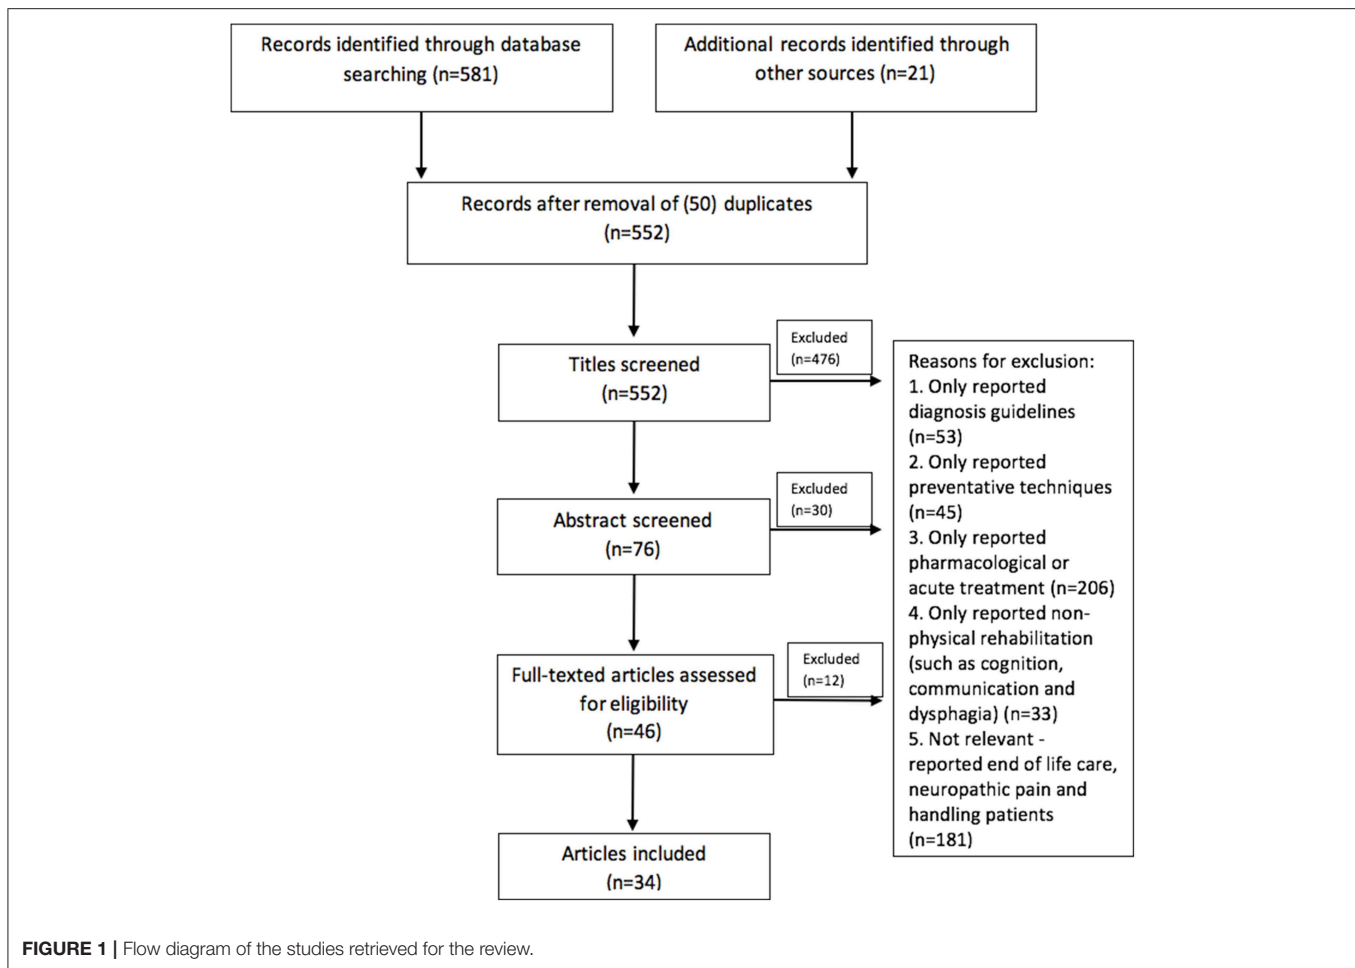 Records identified through database
searching (n=581)
Additional records identified through
other sources (n=21)
Records after removal of (50) duplicates
(n=552)
Titles screened
(n=552)
Excluded
(n=476)
Abstract screened
(n=76)
Excluded
(n=30)
Full-texted articles assessed
for eligibility
(n=46)
Excluded
(n=12)
Articles included
(n=34)
Reasons for exclusion:
1. Only reported
diagnosis guidelines
(n=53)
2. Only reported
preventative techniques
(n=45)
3. Only reported
pharmacological or
acute treatment (n=206)
4. Only reported non-
physical rehabilitation
(such as cognition,
communication and
dysphagia) (n=33)
5. Not relevant -
reported end of life care,
neuropathic pain and
handling patients
(n=181)
FIGURE 1 | Flow diagram of the studies retrieved for the review.